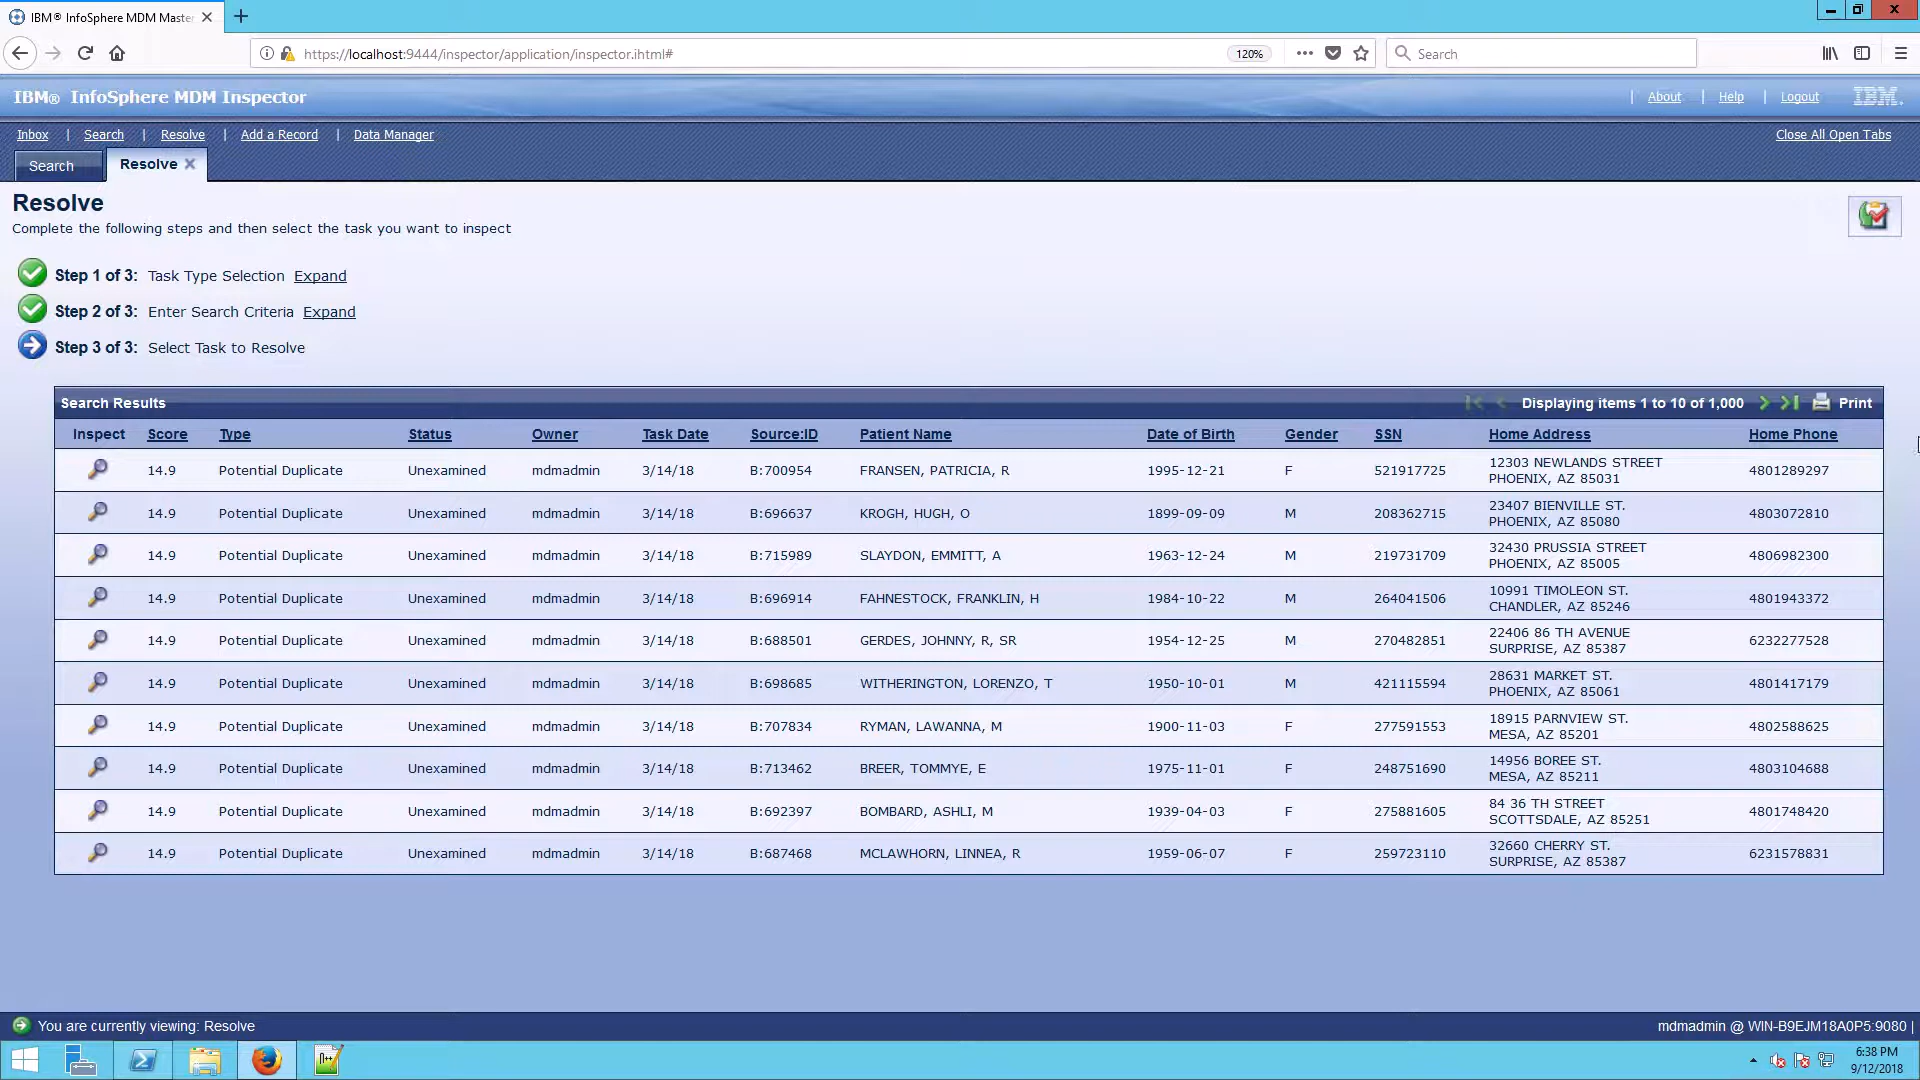 IBM® InfoSphere MDM Master
https://localhost:9444/inspector/application/inspector.ihtml#
120%
Search
IBM® InfoSphere MDM Inspector
| About | Help | Logout IBM.
Inbox | Search | Resolve | Add a Record | Data Manager
Close All Open Tabs
Search Resolve
Resolve
Complete the following steps and then select the task you want to inspect
Step 1 of 3: Task Type Selection Expand
Step 2 of 3: Enter Search Criteria Expand
Step 3 of 3: Select Task to Resolve
Search Results Displaying items 1 to 10 of 1,000 Print
Inspect Score Type Status Owner Task Date Source:ID Patient Name Date of Birth Gender SSN Home Address Home Phone
14.9 Potential Duplicate Unexamined mdmadmin 3/14/18 B:700954 FRANSEN, PATRICIA, R 1995-12-21 F 521917725 12303 NEWLANDS STREET 4801289297
PHOENIX, AZ 85031
14.9 Potential Duplicate Unexamined mdmadmin 3/14/18 B:696637 KROGH, HUGH, O 1899-09-09 M 208362715 23407 BIENVILLE ST. 4803072810
PHOENIX, AZ 85080
14.9 Potential Duplicate Unexamined mdmadmin 3/14/18 B:715989 SLAYDON, EMMITT, A 1963-12-24 M 219731709 32430 PRUSSIA STREET 4806982300
PHOENIX, AZ 85005
14.9 Potential Duplicate Unexamined mdmadmin 3/14/18 B:696914 FAHNESTOCK, FRANKLIN, H 1984-10-22 M 264041506 10991 TIMOLEON ST. 4801943372
CHANDLER, AZ 85246
14.9 Potential Duplicate Unexamined mdmadmin 3/14/18 B:688501 GERDES, JOHNNY, R, SR 1954-12-25 M 270482851 22406 86 TH AVENUE 6232277528
SURPRISE, AZ 85387
14.9 Potential Duplicate Unexamined mdmadmin 3/14/18 B:698685 WITHERINGTON, LORENZO, T 1950-10-01 M 421115594 28631 MARKET ST. 4801417179
PHOENIX, AZ 85061
14.9 Potential Duplicate Unexamined mdmadmin 3/14/18 B:707834 RYMAN, LAWANNA, M 1900-11-03 F 277591553 18915 PARNVIEW ST. 4802588625
MESA, AZ 85201
14.9 Potential Duplicate Unexamined mdmadmin 3/14/18 B:713462 BREER, TOMMYE, E 1975-11-01 F 248751690 14956 BOREE ST. 4803104688
MESA, AZ 85211
14.9 Potential Duplicate Unexamined mdmadmin 3/14/18 B:692397 BOMBARD, ASHLI, M 1939-04-03 F 275881605 84 36 TH STREET 4801748420
SCOTTSDALE, AZ 85251
14.9 Potential Duplicate Unexamined mdmadmin 3/14/18 B:687468 MCLAWHORN, LINNEA, R 1959-06-07 F 259723110 32660 CHERRY ST. 6231578831
SURPRISE, AZ 85387
You are currently viewing: Resolve
mdmadmin @ WIN-B9EJM18A0P5:9080 |
6:38 PM
9/12/2018